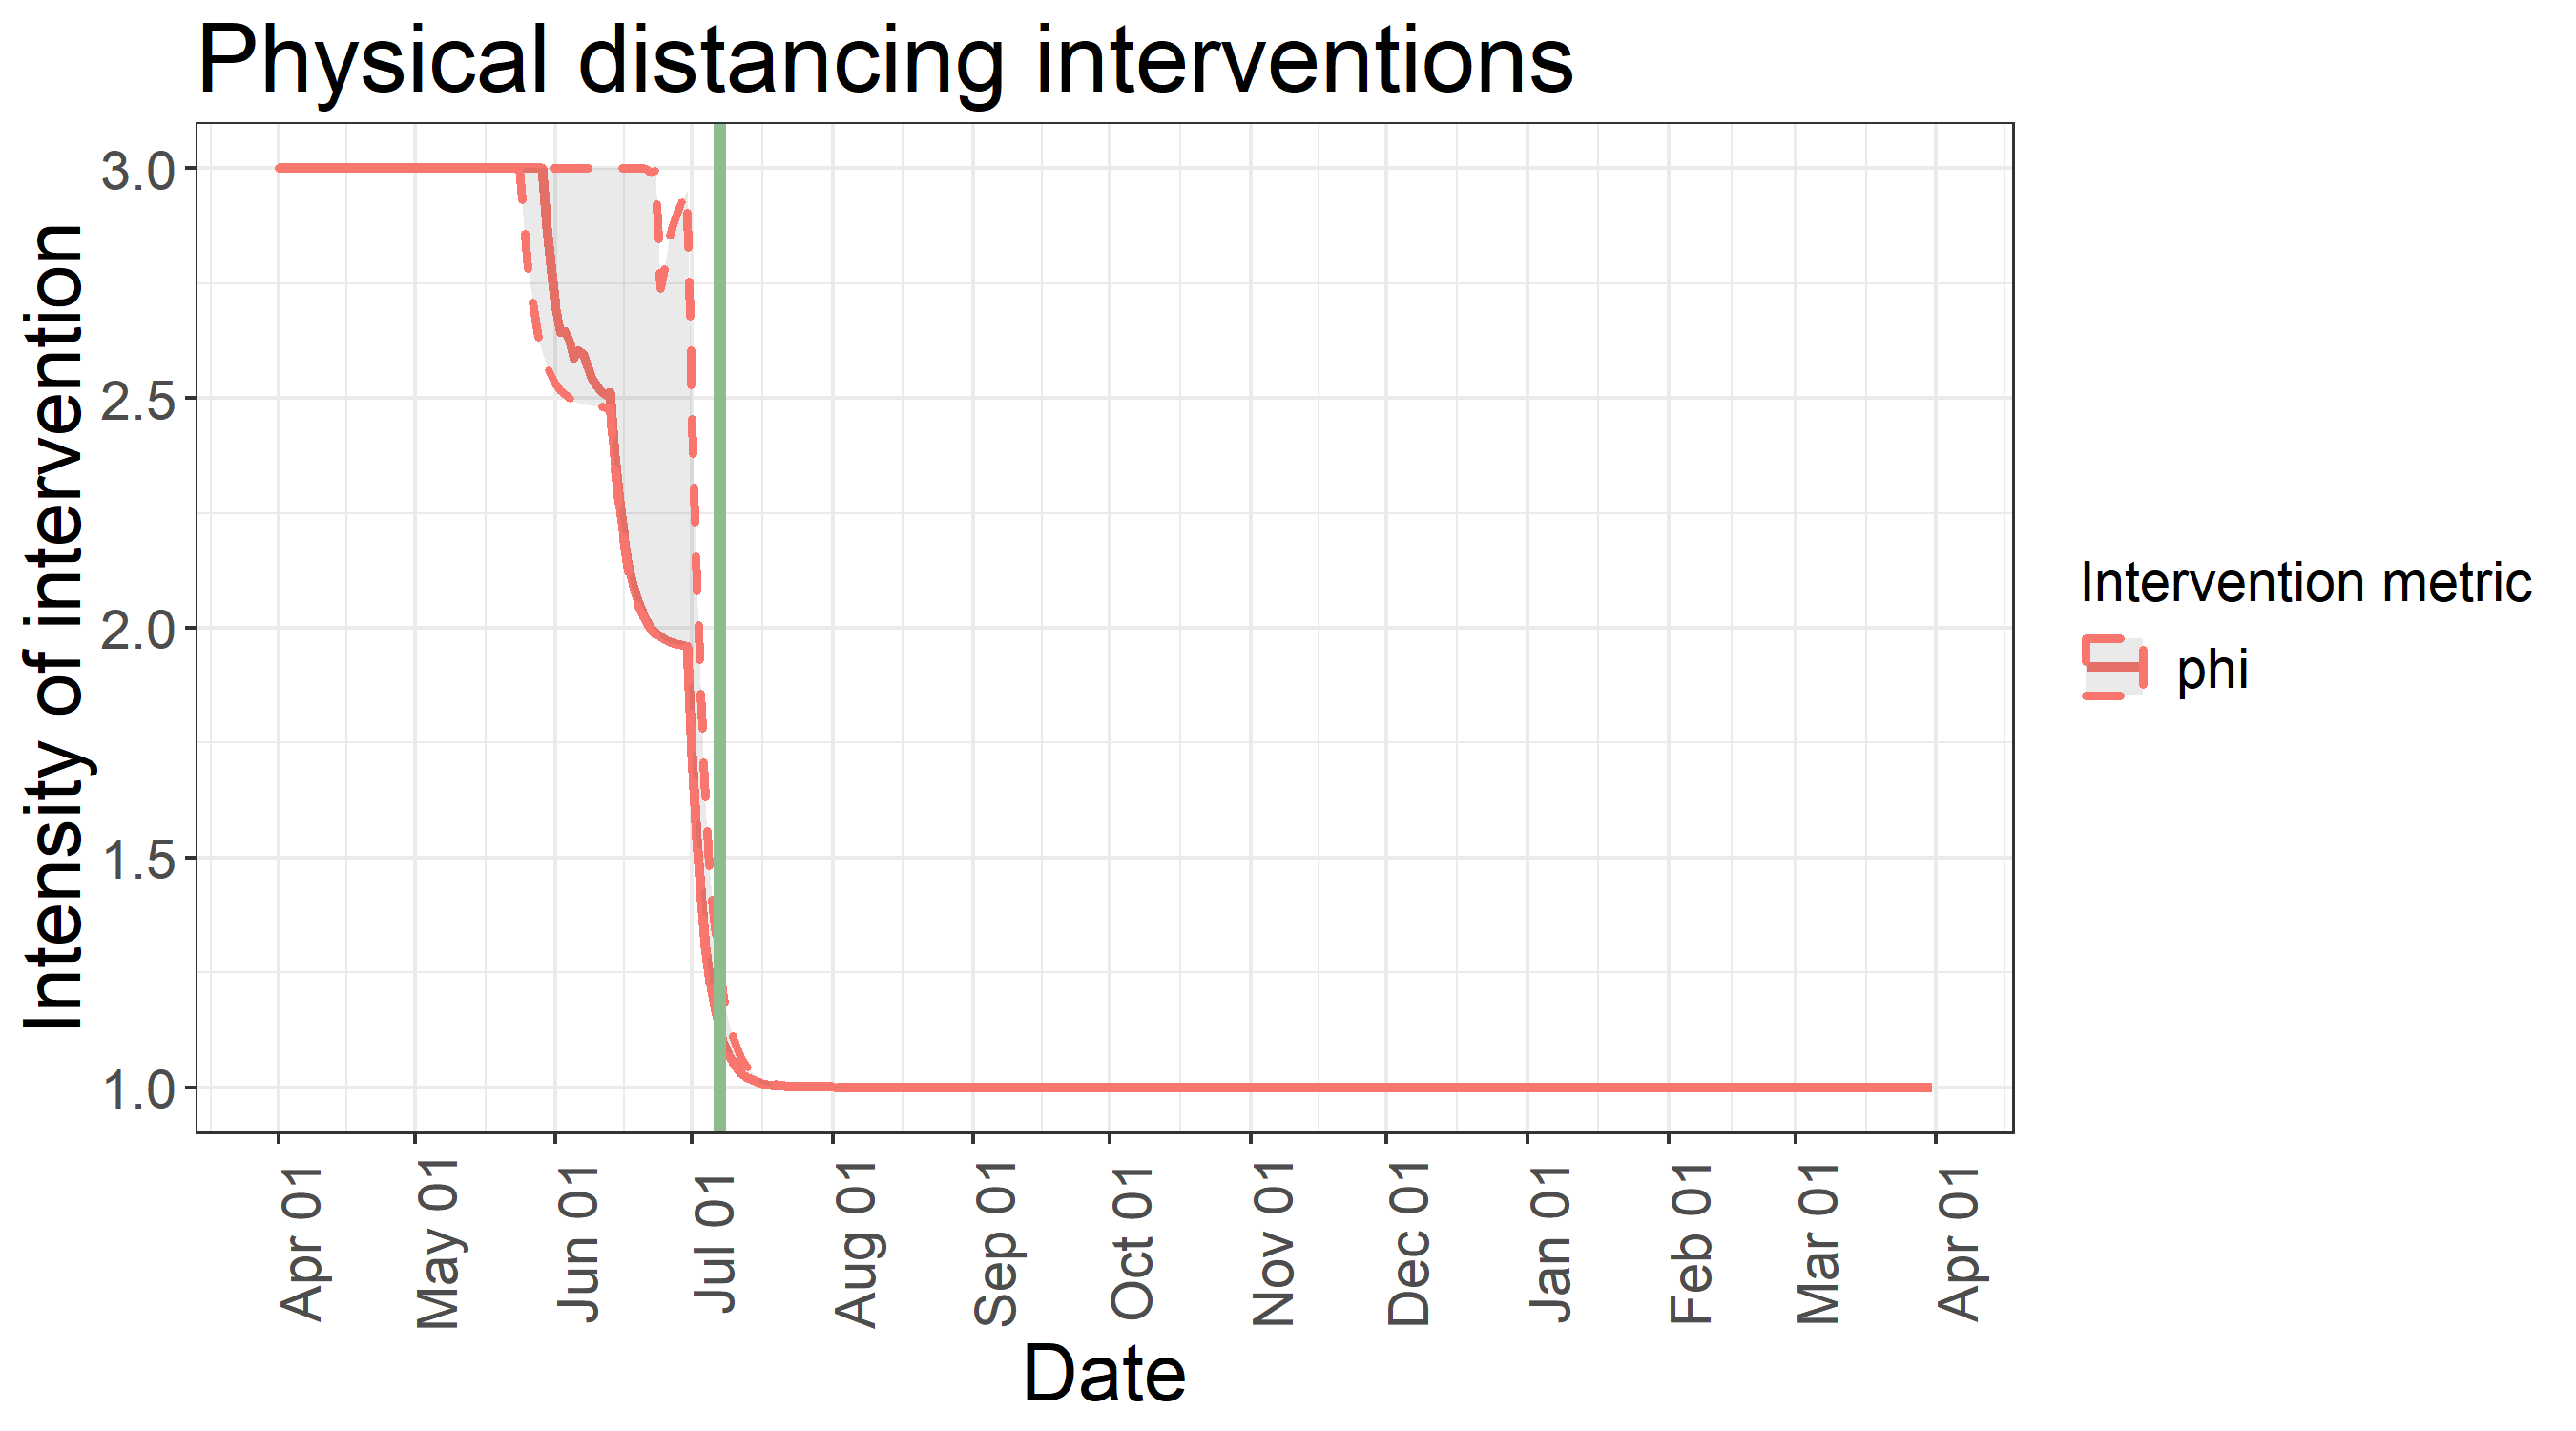 Physical distancing interventions
Intensity of intervention
3.0
2.5
2.0
1.5
1.0
Apr 01
May 01
Jun 01
Jul 01
Aug 01
Sep 01
Oct 01
Nov 01
Dec 01
Jan 01
Feb 01
Mar 01
Apr 01
Date
Intervention metric
phi